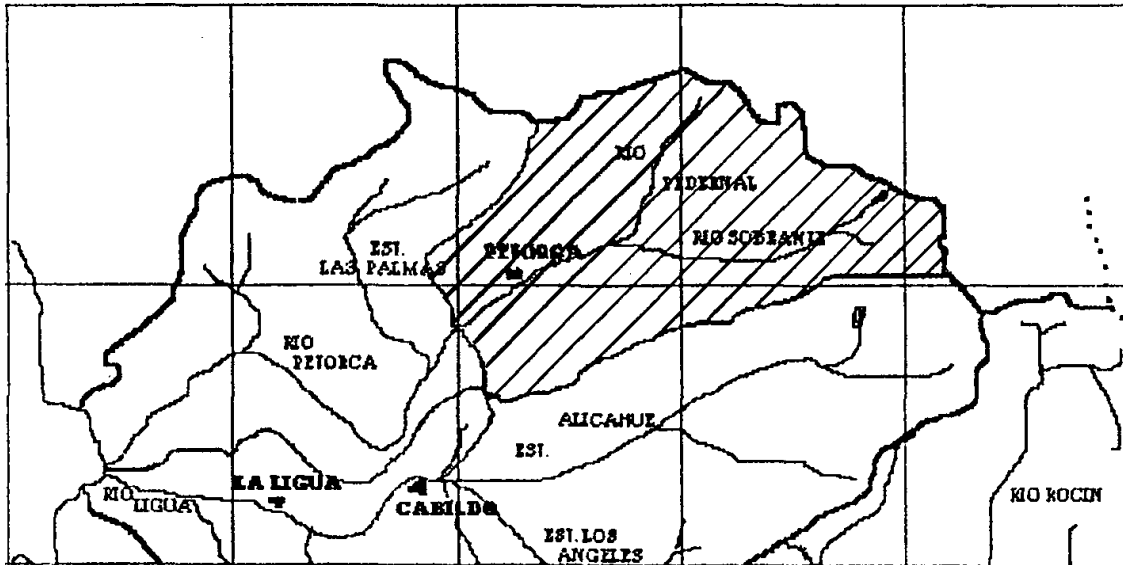 RIO
PEDERNAL
RIO SOBRANTE
EST.
LAS PALMAS
PETORCA
RIO
PETORCA
ALICAHUE
EST.
LA LIGUA
CABILDO
RIO
LIGUA
EST. LOS
ANGELES
RIO ROCIN